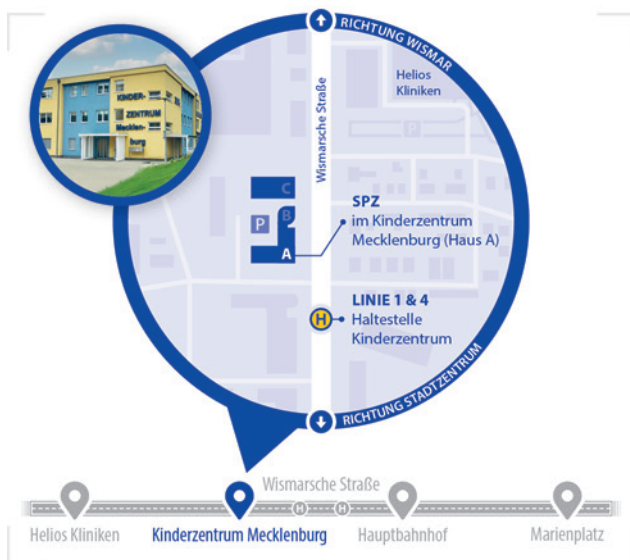 RICHTUNG WISMAR
Wismarsche Straße
Helios
Kliniken
P
KINDER-
ZENTRUM
Mecklen-
burg
C
B
P
A
SPZ
im Kinderzentrum
Mecklenburg (Haus A)
H
LINIE 1 & 4
Haltestelle
Kinderzentrum
RICHTUNG STADTZENTRUM
Wismarsche Straße
H H
Helios Kliniken
Kinderzentrum Mecklenburg
Hauptbahnhof
Marienplatz